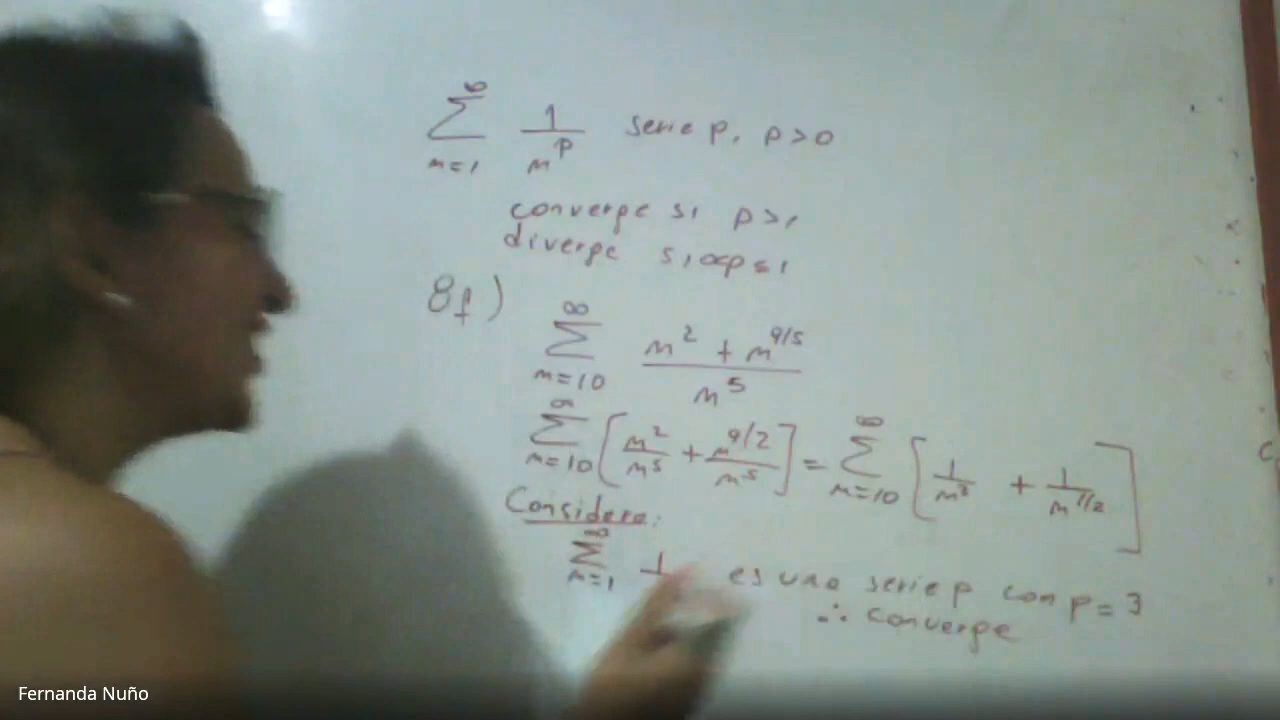 ∞ Σ n=1 1/n^p serie p, p>0
converge si p>1
diverge si 0<p≤1
8f)
∞ Σ n=10 (n^2 + n^9/5)/n^5
∞ Σ n=10 [n^2/n^5 + n^9/2/n^5] = ∞ Σ n=10 [1/n^3 + 1/n^1/2]
Considera:
∞ Σ n=1 1 es una serie p con p=3
∴ converge
Fernanda Nuño